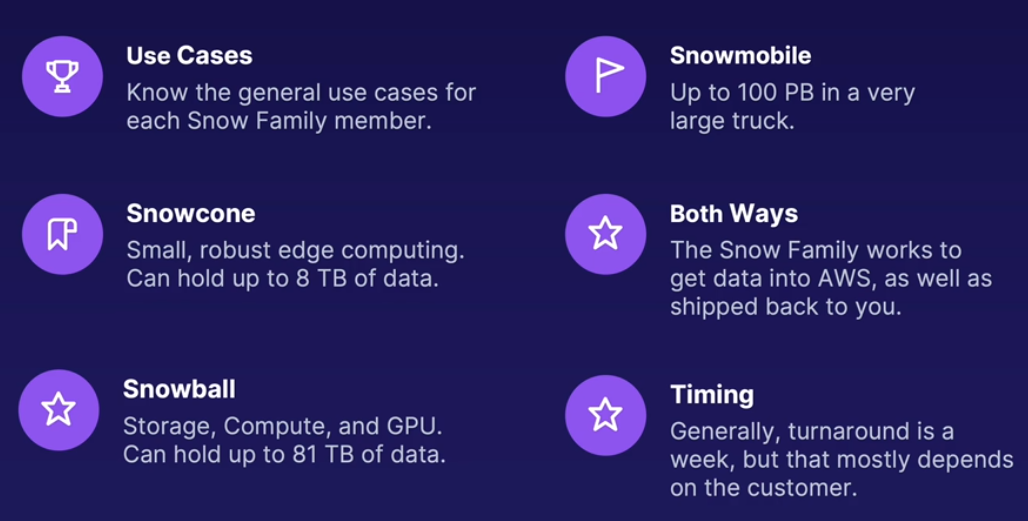 Use Cases
Know the general use cases for
each Snow Family member.
Snowcone
Small, robust edge computing.
Can hold up to 8 TB of data.
Snowball
Storage, Compute, and GPU.
Can hold up to 81 TB of data.
Snowmobile
Up to 100 PB in a very
large truck.
Both Ways
The Snow Family works to
get data into AWS, as well as
shipped back to you.
Timing
Generally, turnaround is a
week, but that mostly depends
on the customer.